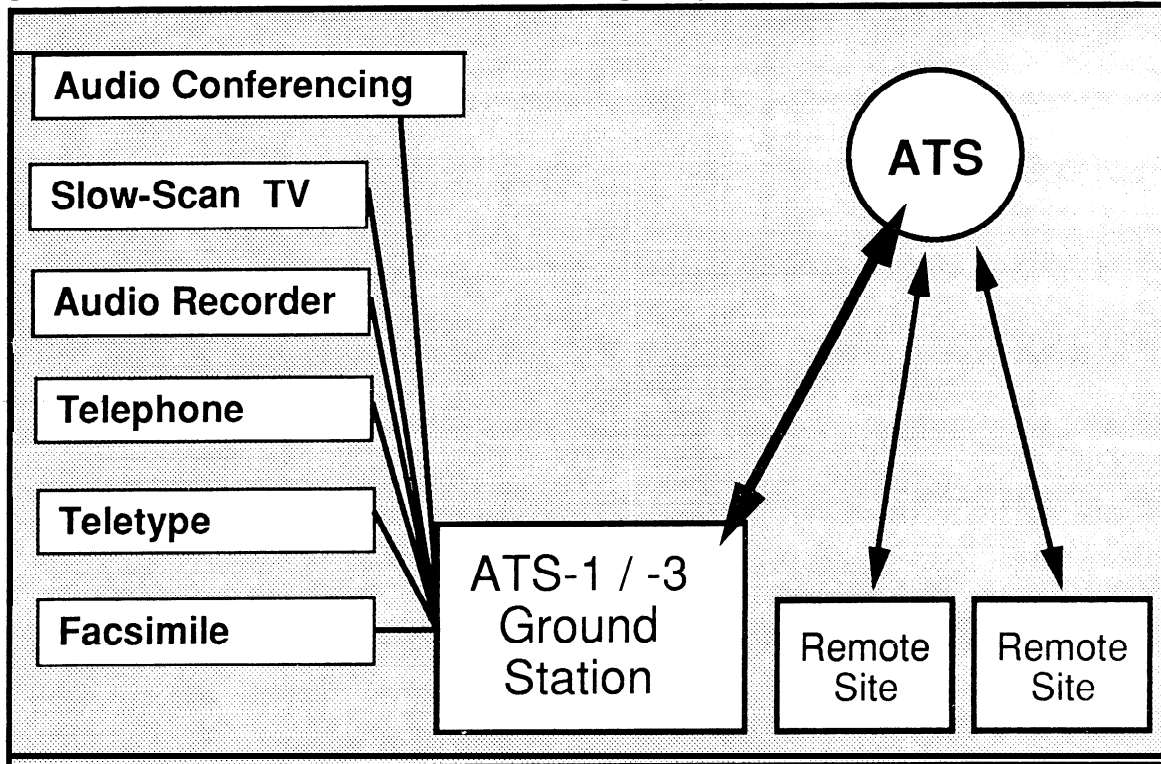 Audio Conferencing
Slow-Scan TV
Audio Recorder
Telephone
Teletype
Facsimile
ATS-1 / -3
Ground
Station
ATS
Remote
Site
Remote
Site